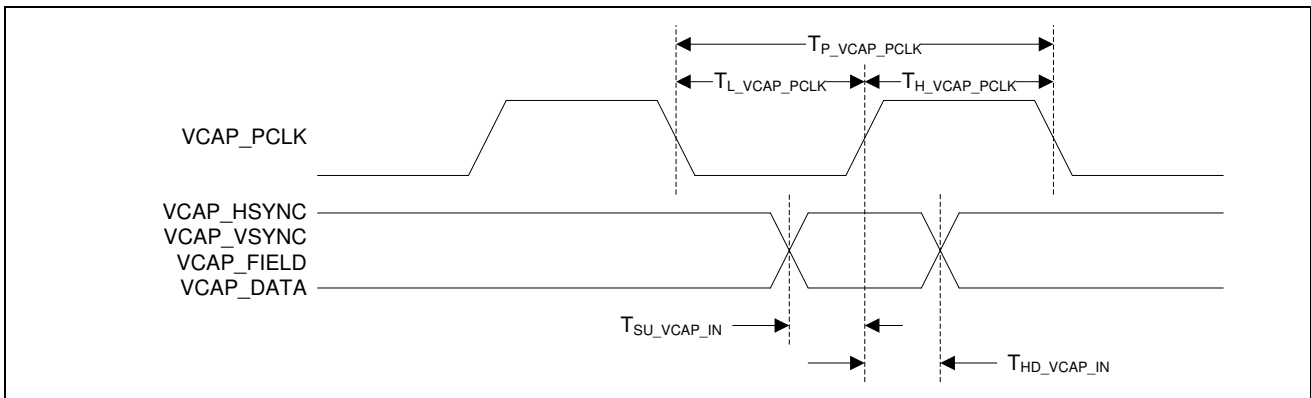 T_P_VCAP_PCLK
T_L_VCAP_PCLK
T_H_VCAP_PCLK
VCAP_PCLK
VCAP_HSYNC
VCAP_VSYNC
VCAP_FIELD
VCAP_DATA
T_SU_VCAP_IN
T_HD_VCAP_IN